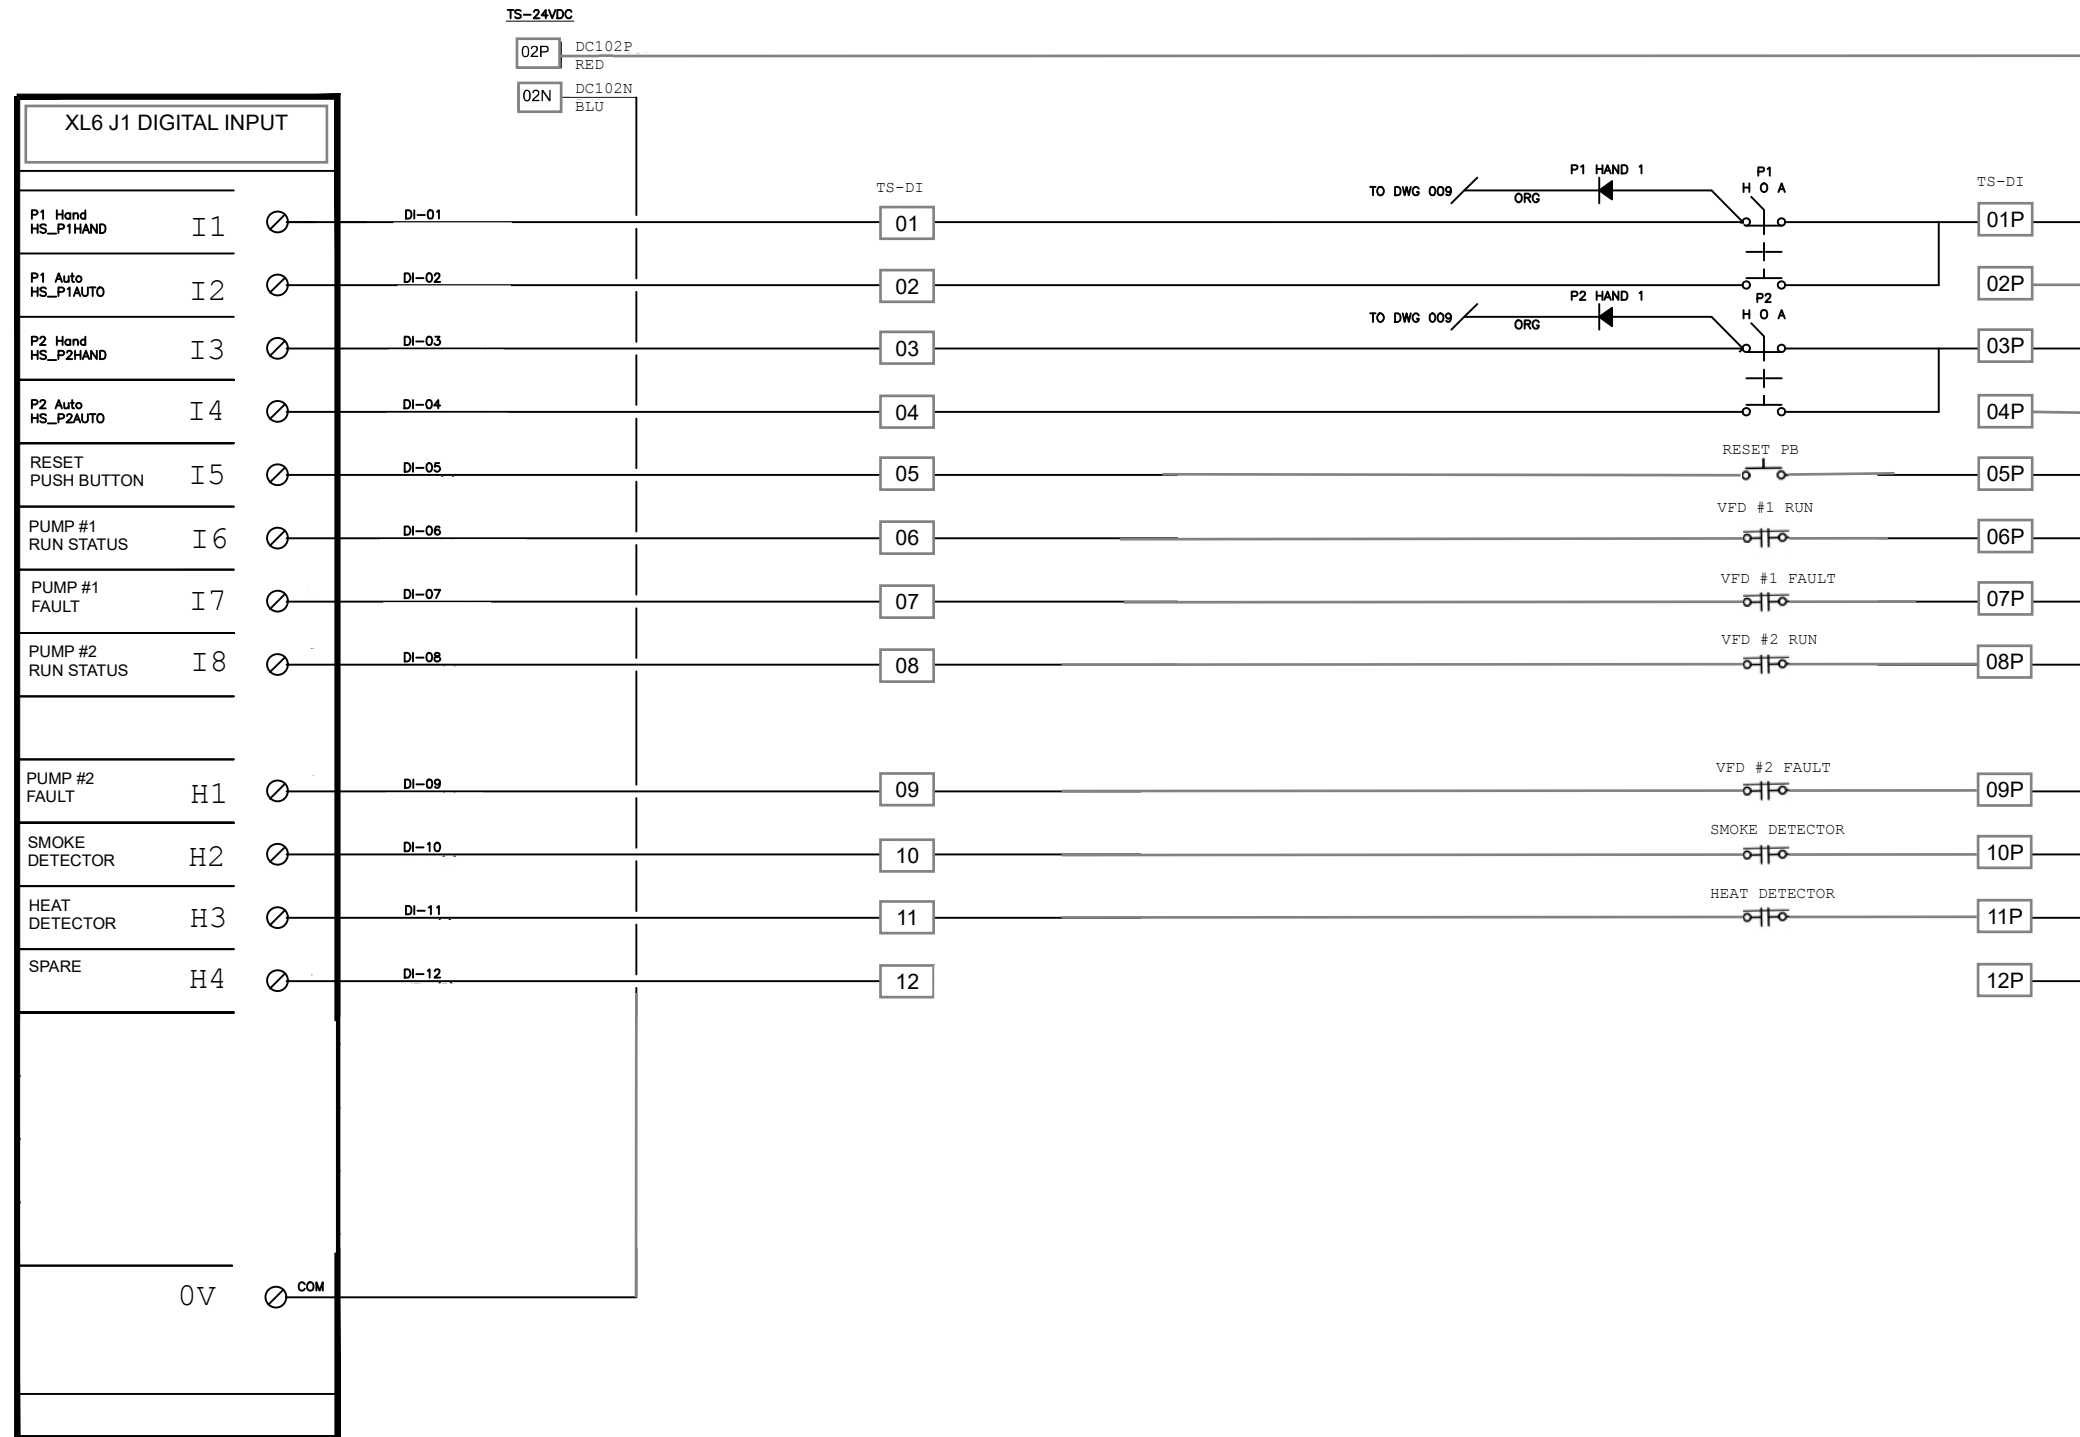 TS-24VDC
02P DC102P
RED
02N DC102N
BLU
XL6 J1 DIGITAL INPUT
TS-DI
P1 HAND 1
TO DWG 009
ORG
P1
H O A
TS-DI
P1 Hand
HS_P1HAND
I1
DI-01
01
01P
P1 Auto
HS_P1AUTO
I2
DI-02
02
02P
P2 HAND 1
TO DWG 009
ORG
P2
H O A
P2 Hand
HS_P2HAND
I3
DI-03
03
03P
P2 Auto
HS_P2AUTO
I4
DI-04
04
04P
RESET
PUSH BUTTON
I5
DI-05
05
RESET PB
05P
PUMP #1
RUN STATUS
I6
DI-06
06
VFD #1 RUN
06P
PUMP #1
FAULT
I7
DI-07
07
VFD #1 FAULT
07P
PUMP #2
RUN STATUS
I8
DI-08
08
VFD #2 RUN
08P
PUMP #2
FAULT
H1
DI-09
09
VFD #2 FAULT
09P
SMOKE
DETECTOR
H2
DI-10
10
SMOKE DETECTOR
10P
HEAT
DETECTOR
H3
DI-11
11
HEAT DETECTOR
11P
SPARE
H4
DI-12
12
12P
0V
COM